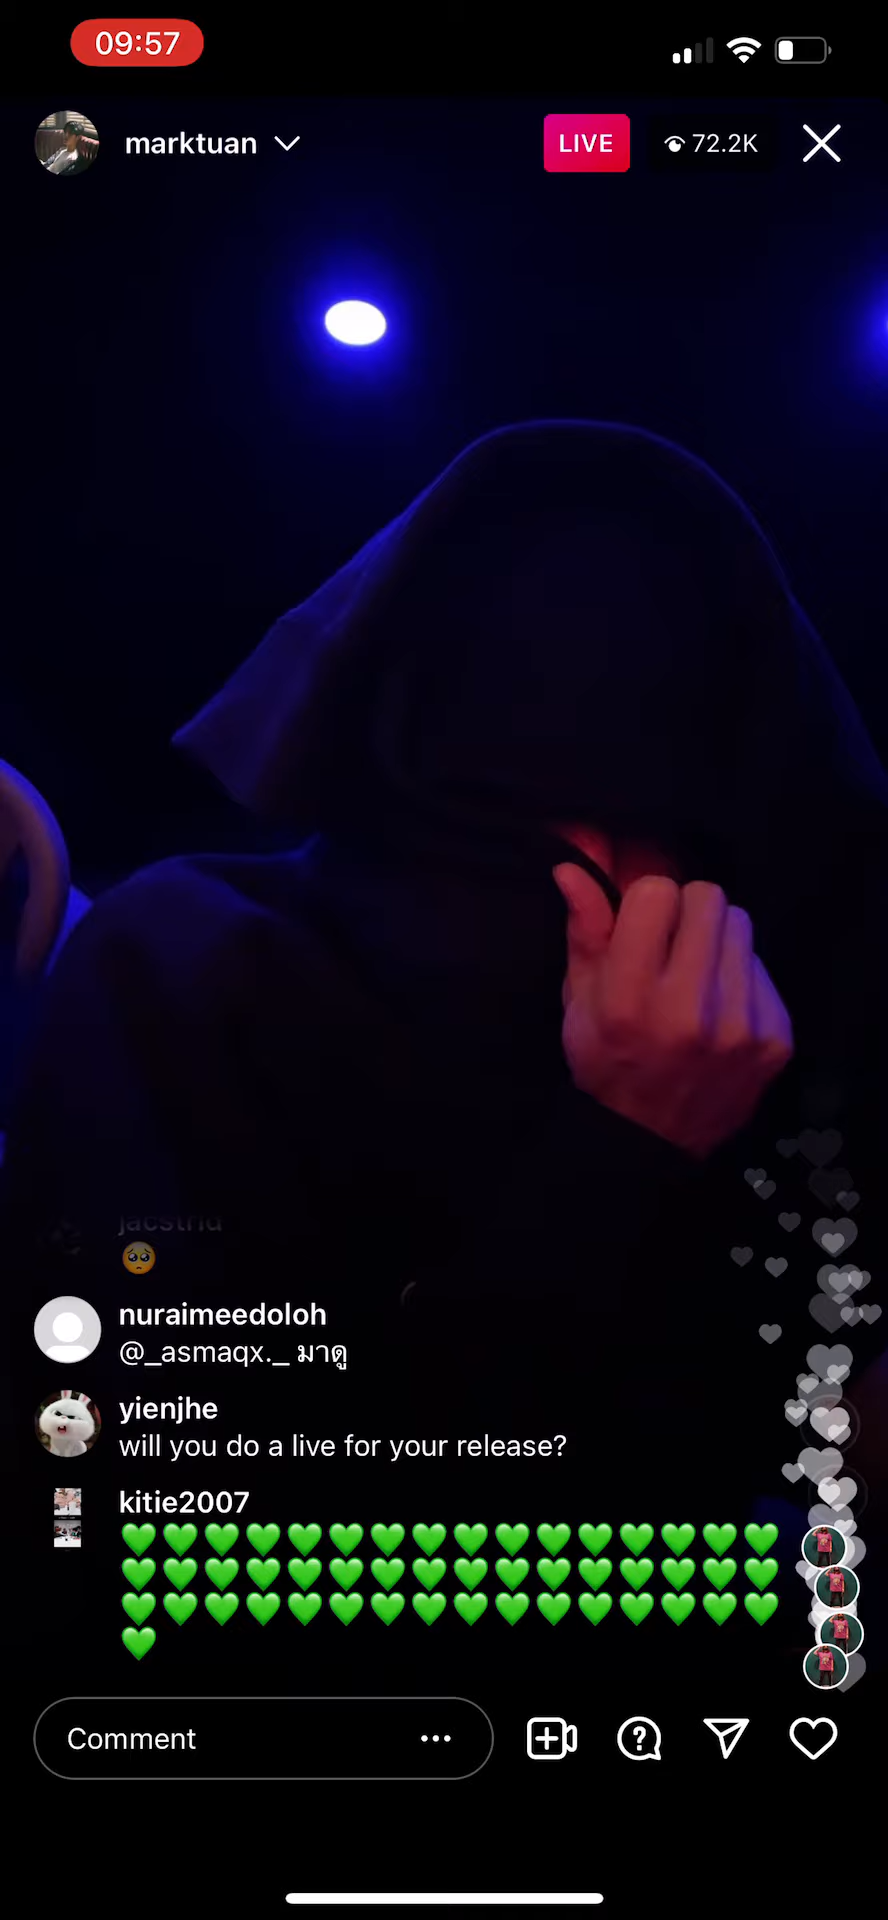 09:57
marktuan
LIVE
72.2K
jacstrid
🥺
nuraimeedoloh
@_asmaqx._ มาดู
yienjhe
will you do a live for your release?
kitie2007
💚💚💚💚💚💚💚💚💚💚💚💚💚💚💚💚
💚💚💚💚💚💚💚💚💚💚💚💚💚💚💚💚
💚💚💚💚💚💚💚💚💚💚💚💚💚💚💚💚
💚
Comment